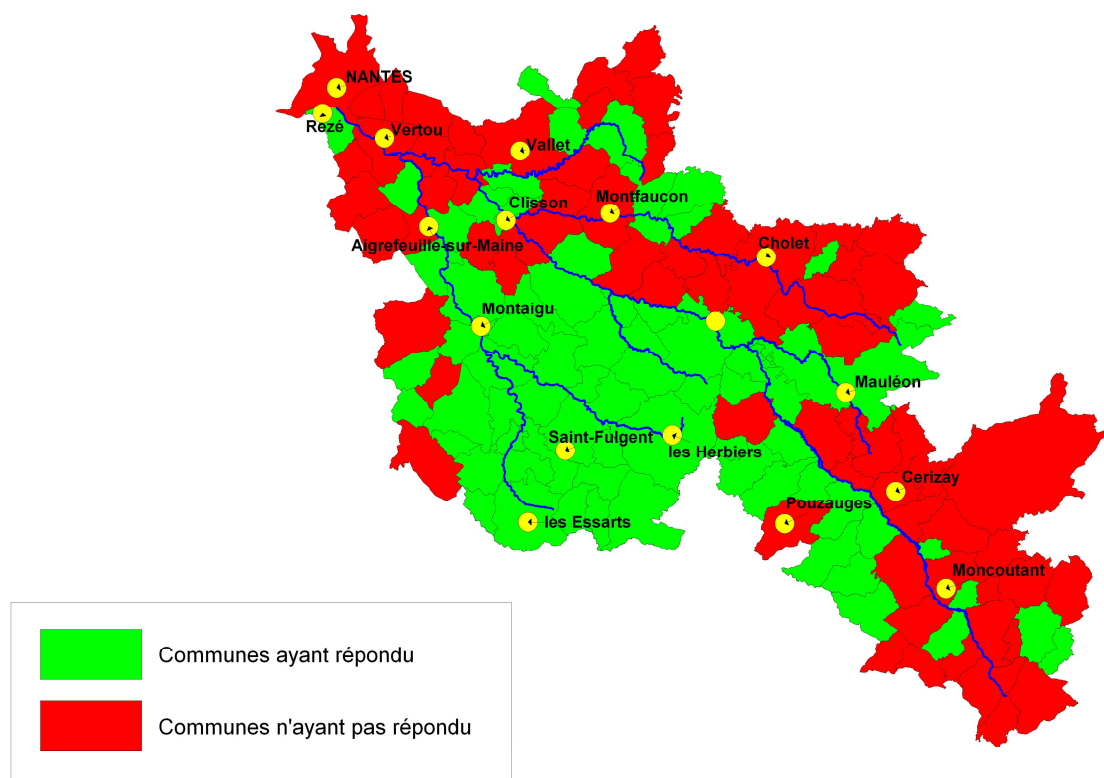 NANTES
Rezé
Vertou
Vallet
Clisson
Montfaucon
Aigrefeuille-sur-Maine
Cholet
Montaigu
Mauléon
Saint-Fulgent
les Herbiers
Cerizay
Pouzauges
les Essarts
Moncoutant
Communes ayant répondu
Communes n'ayant pas répondu